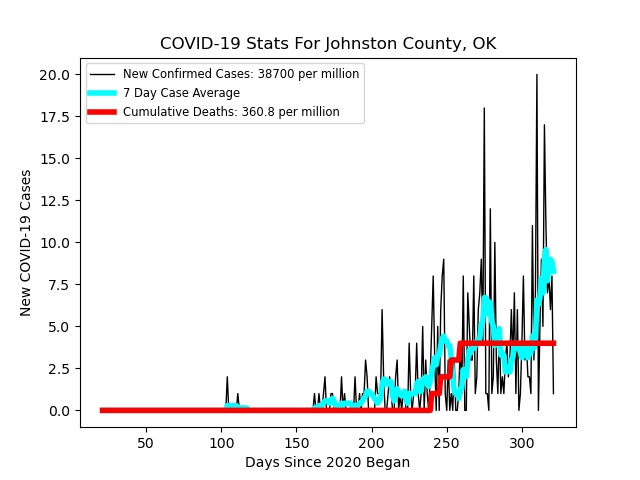 COVID-19 Stats For Johnston County, OK
New Confirmed Cases: 38700 per million
7 Day Case Average
Cumulative Deaths: 360.8 per million
New COVID-19 Cases
20.0
17.5
15.0
12.5
10.0
7.5
5.0
2.5
0.0
50 100 150 200 250 300
Days Since 2020 Began